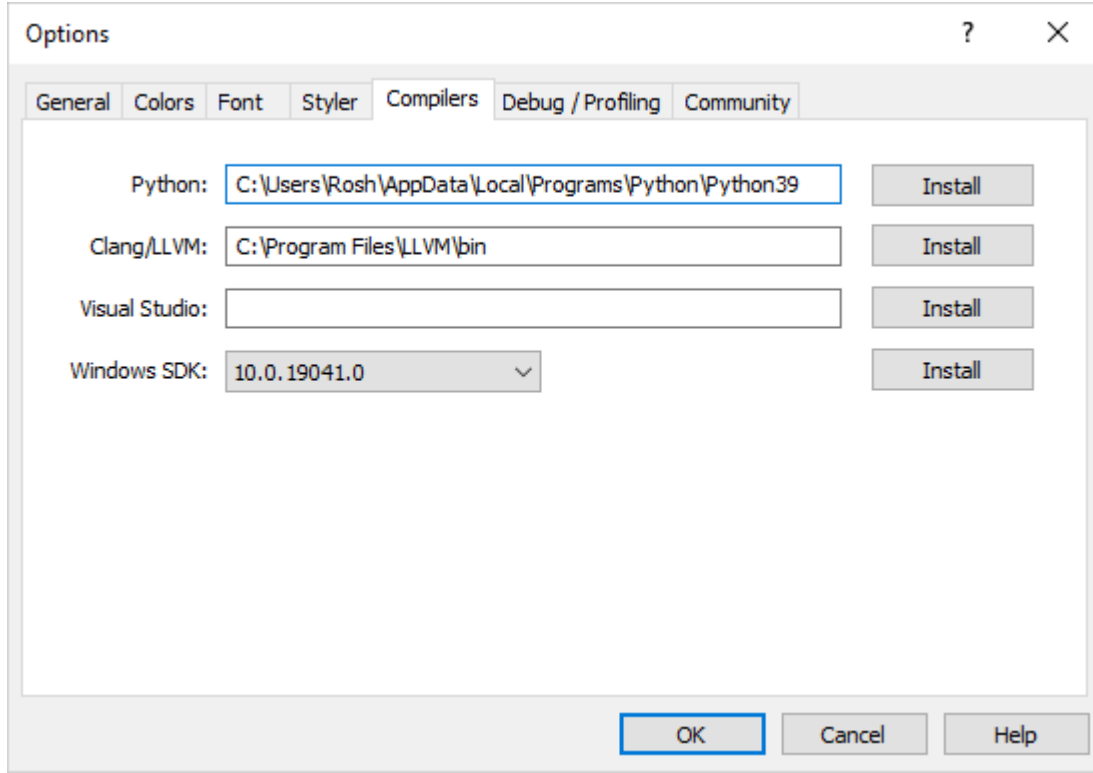 Options ?
General Colors Font Styler Compilers Debug / Profiling Community
Python: C:\Users\Rosh\AppData\Local\Programs\Python\Python39 Install
Clang/LLVM: C:\Program Files\LLVM\bin Install
Visual Studio: Install
Windows SDK: 10.0.19041.0 Install
OK Cancel Help